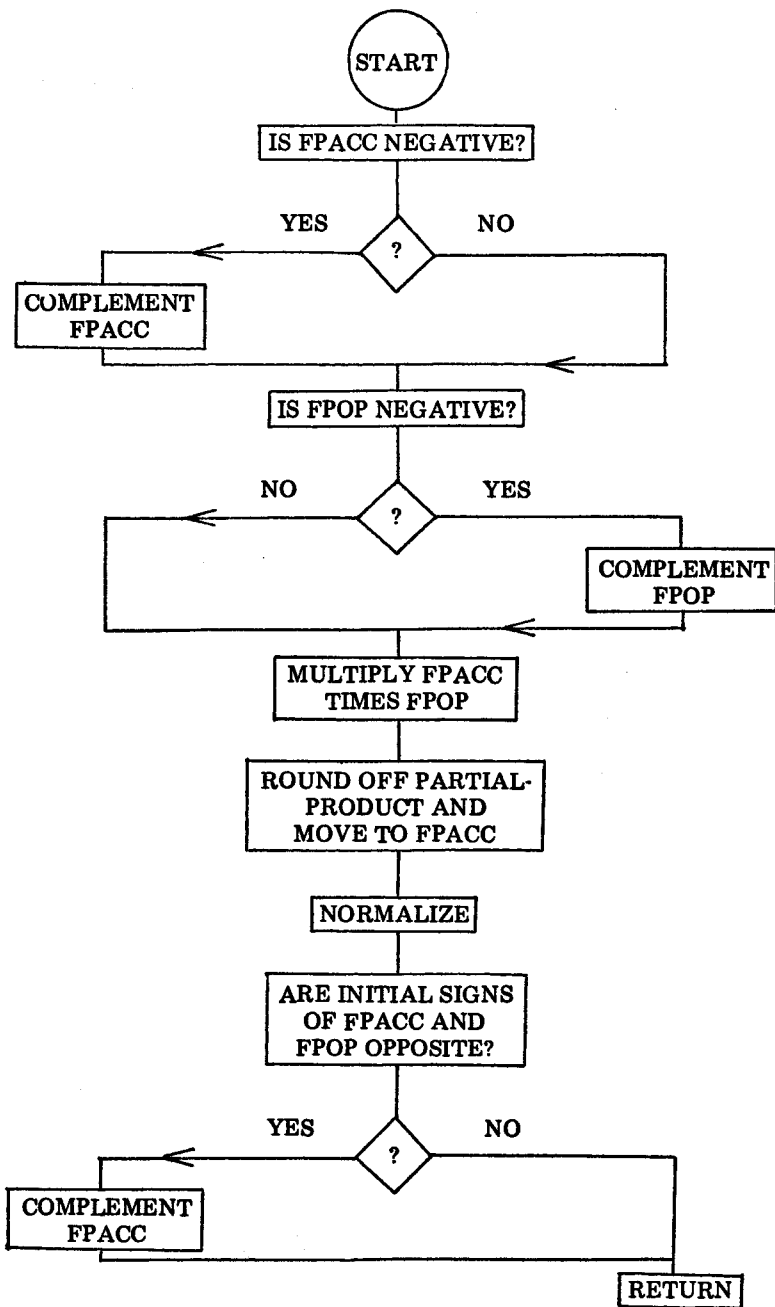 START
IS FPACC NEGATIVE?
YES
NO
?
COMPLEMENT
FPACC
IS FPOP NEGATIVE?
NO
YES
?
COMPLEMENT
FPOP
MULTIPLY FPACC
TIMES FPOP
ROUND OFF PARTIAL-
PRODUCT AND
MOVE TO FPACC
NORMALIZE
ARE INITIAL SIGNS
OF FPACC AND
FPOP OPPOSITE?
YES
NO
?
COMPLEMENT
FPACC
RETURN